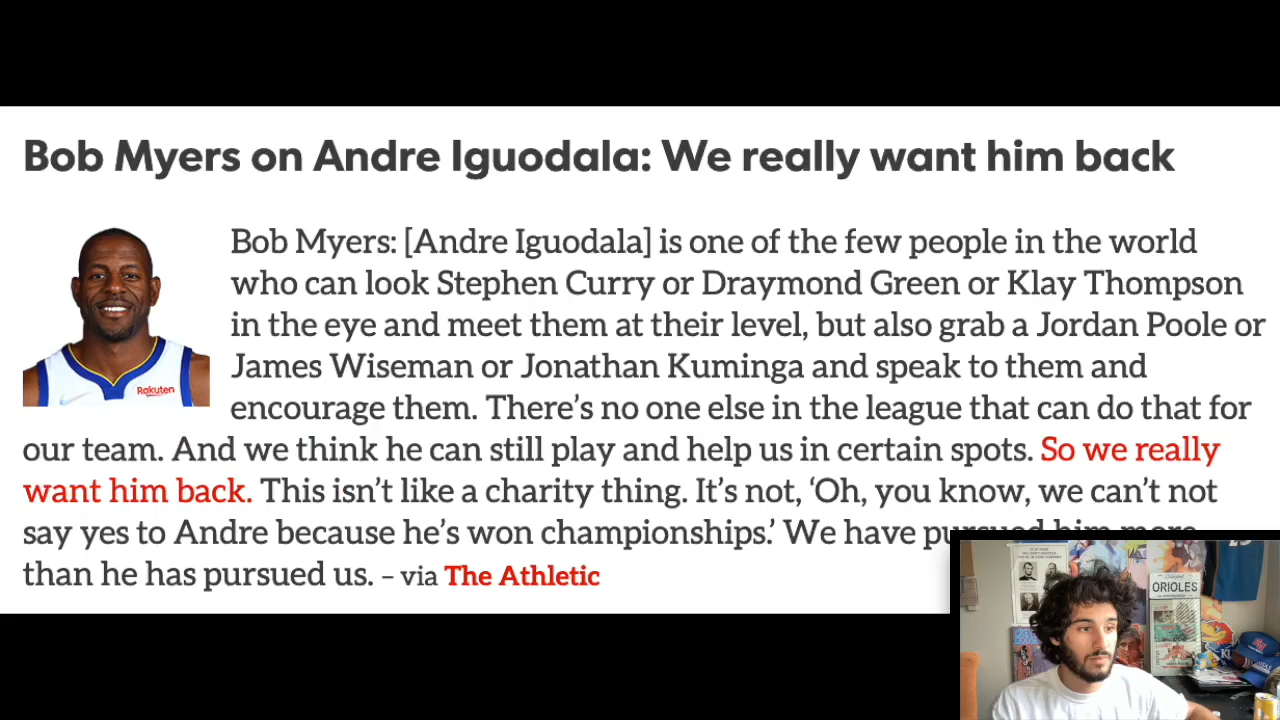 Bob Myers on Andre Iguodala: We really want him back
Bob Myers: [Andre Iguodala] is one of the few people in the world
who can look Stephen Curry or Draymond Green or Klay Thompson
in the eye and meet them at their level, but also grab a Jordan Poole or
James Wiseman or Jonathan Kuminga and speak to them and
encourage them. There’s no one else in the league that can do that for
our team. And we think he can still play and help us in certain spots. So we really
want him back. This isn’t like a charity thing. It’s not, ‘Oh, you know, we can’t not
say yes to Andre because he’s won championships.’ We have pursued him more
than he has pursued us. – via The Athletic
Rakuten
ORIOLES